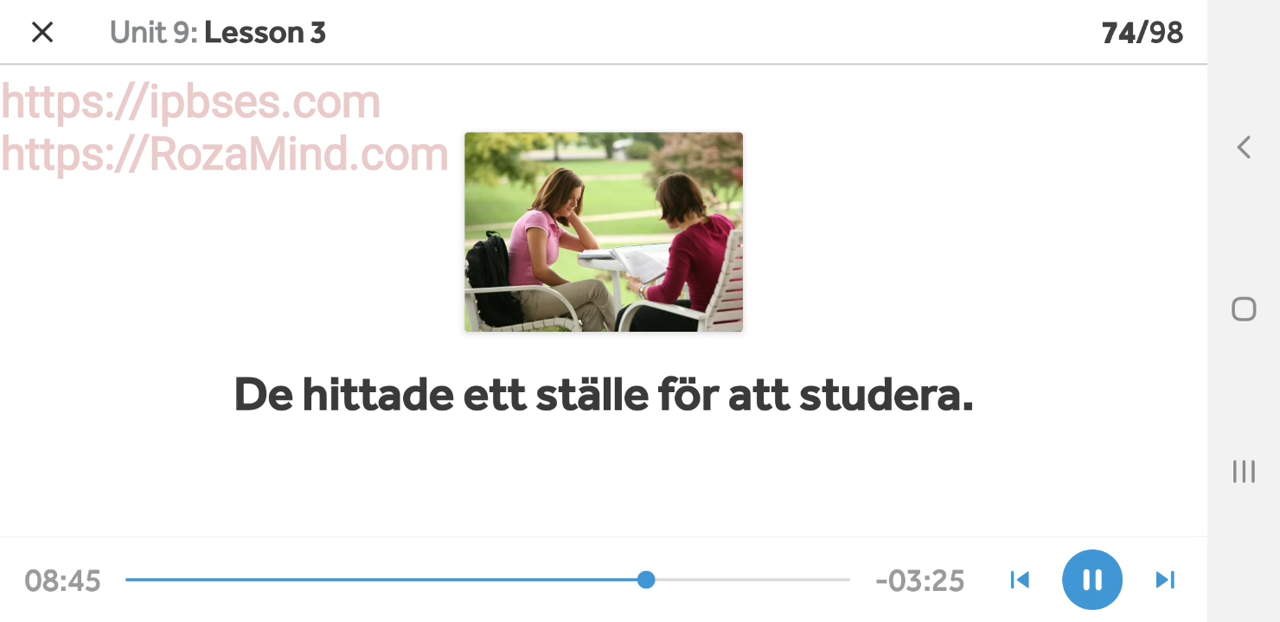 Unit 9: Lesson 3
74/98
https://ipbses.com
https://RozaMind.com
De hittade ett ställe för att studera.
08:45
-03:25